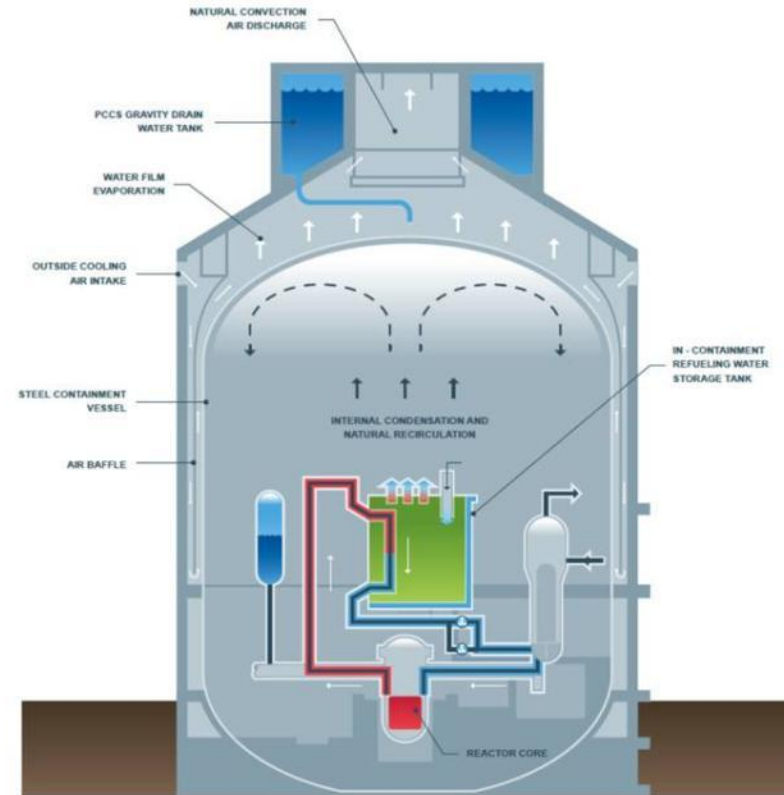 NATURAL CONVECTION
AIR DISCHARGE
PCCS GRAVITY DRAIN
WATER TANK
WATER FILM
EVAPORATION
OUTSIDE COOLING
AIR INTAKE
IN - CONTAINMENT
REFUELING WATER
STORAGE TANK
STEEL CONTAINMENT
VESSEL
INTERNAL CONDENSATION AND
NATURAL RECIRCULATION
AIR BAFFLE
REACTOR CORE